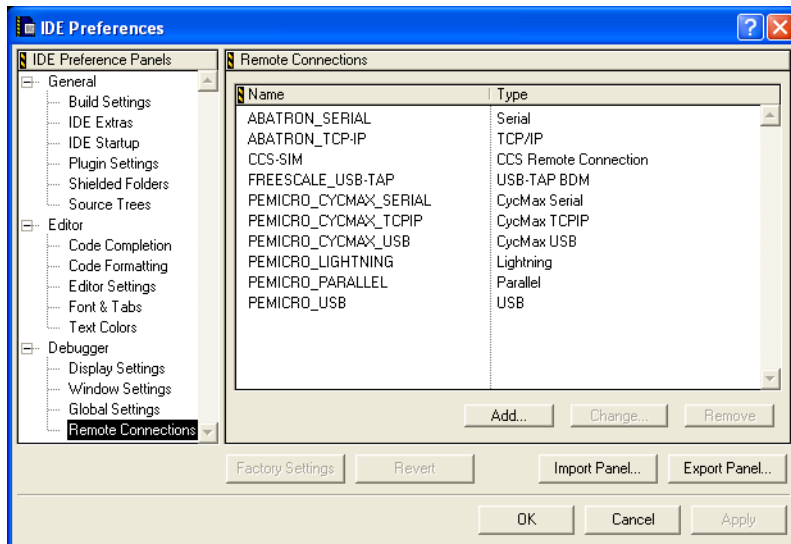 IDE Preferences
IDE Preference Panels
General
Build Settings
IDE Extras
IDE Startup
Plugin Settings
Shielded Folders
Source Trees
Editor
Code Completion
Code Formatting
Editor Settings
Font & Tabs
Text Colors
Debugger
Display Settings
Window Settings
Global Settings
Remote Connections
Remote Connections
Name Type
ABATRON_SERIAL Serial
ABATRON_TCP-IP TCP/IP
CCS-SIM CCS Remote Connection
FREESCALE_USB-TAP USB-TAP BDM
PEMICRO_CYCMAX_SERIAL CycMax Serial
PEMICRO_CYCMAX_TCPIP CycMax TCPIP
PEMICRO_CYCMAX_USB CycMax USB
PEMICRO_LIGHTNING Lightning
PEMICRO_PARALLEL Parallel
PEMICRO_USB USB
Add... Change... Remove
Factory Settings Revert Import Panel... Export Panel...
OK Cancel Apply